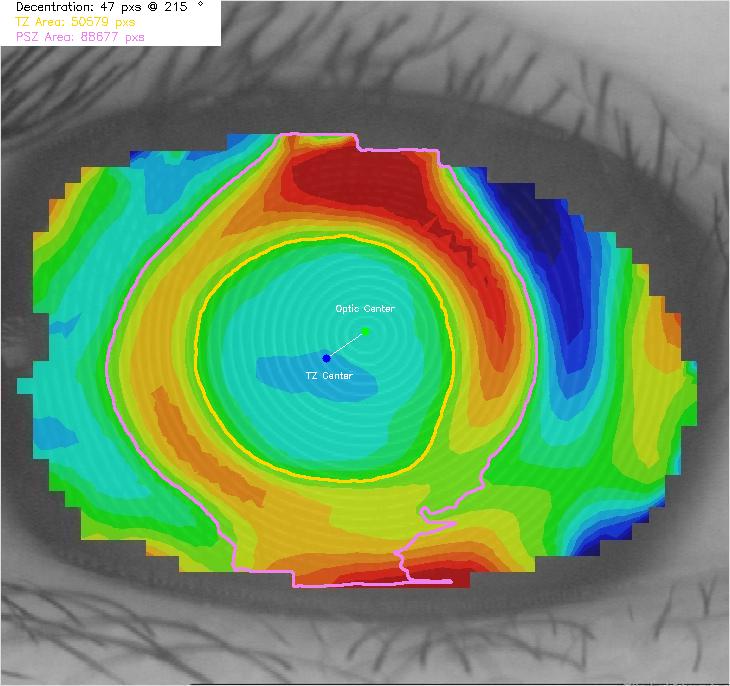 Decentration: 47 pxs @ 215 °
TZ Area: 50679 pxs
PSZ Area: 88677 pxs
Optic Center
TZ Center